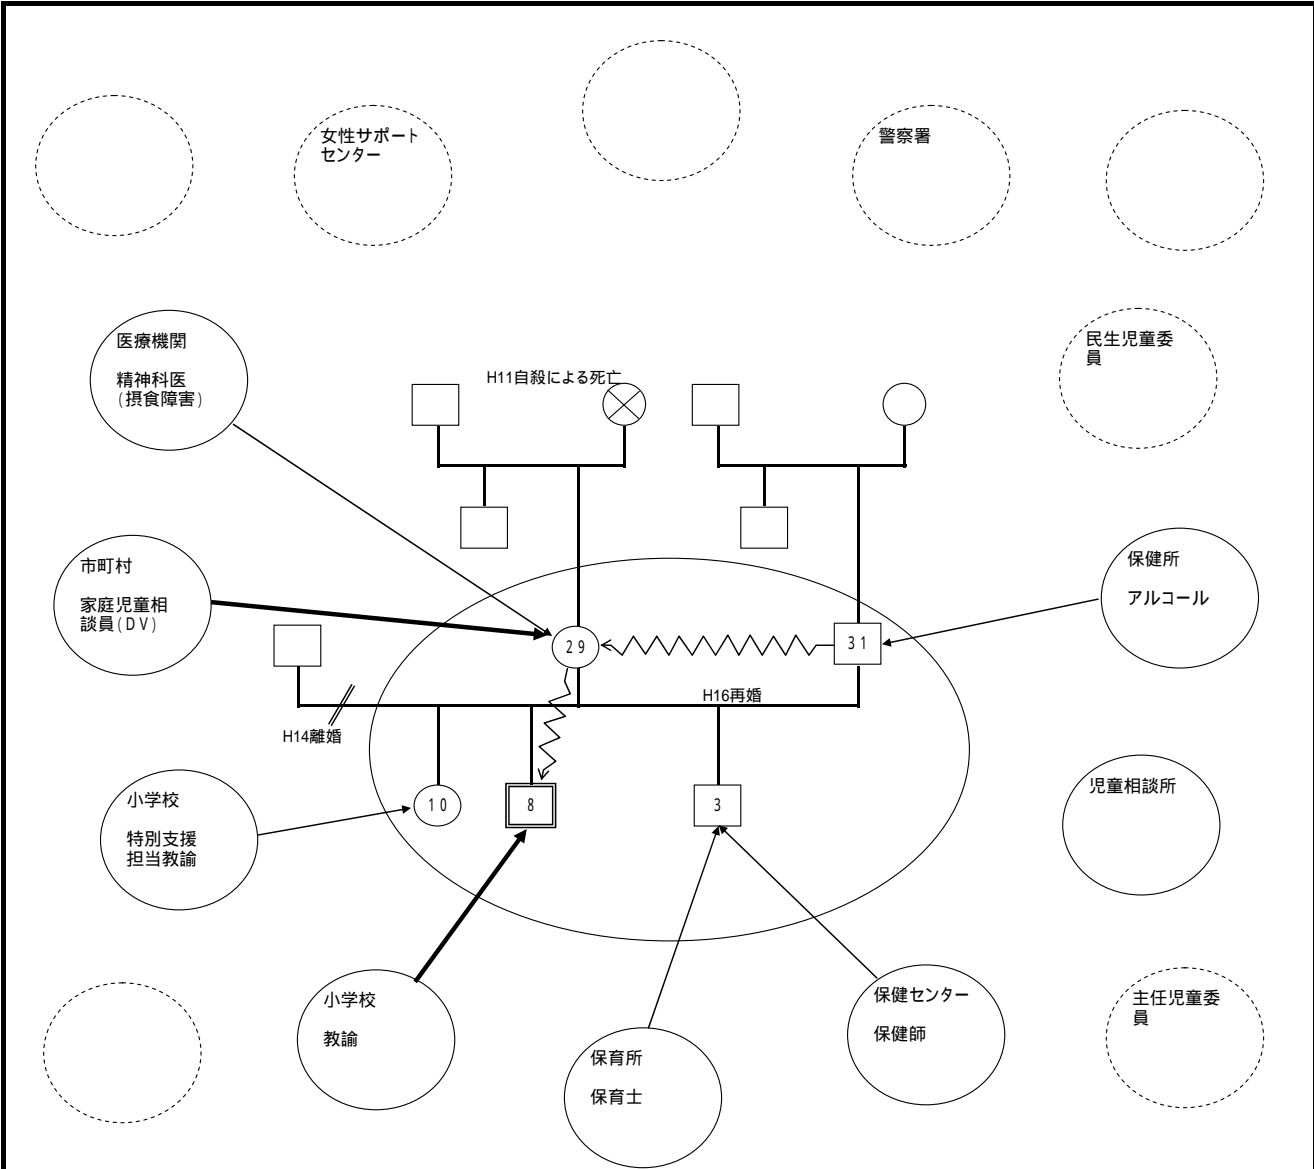 女性サポート
センター
警察署
医療機関
精神科医
(摂食障害)
H11自殺による死亡
民生児童委
員
市町村
家庭児童相
談員(DV)
保健所
アルコール
29
31
H16再婚
H14離婚
小学校
特別支援
担当教諭
10
8
3
児童相談所
小学校
教諭
保育所
保育士
保健センター
保健師
主任児童委
員